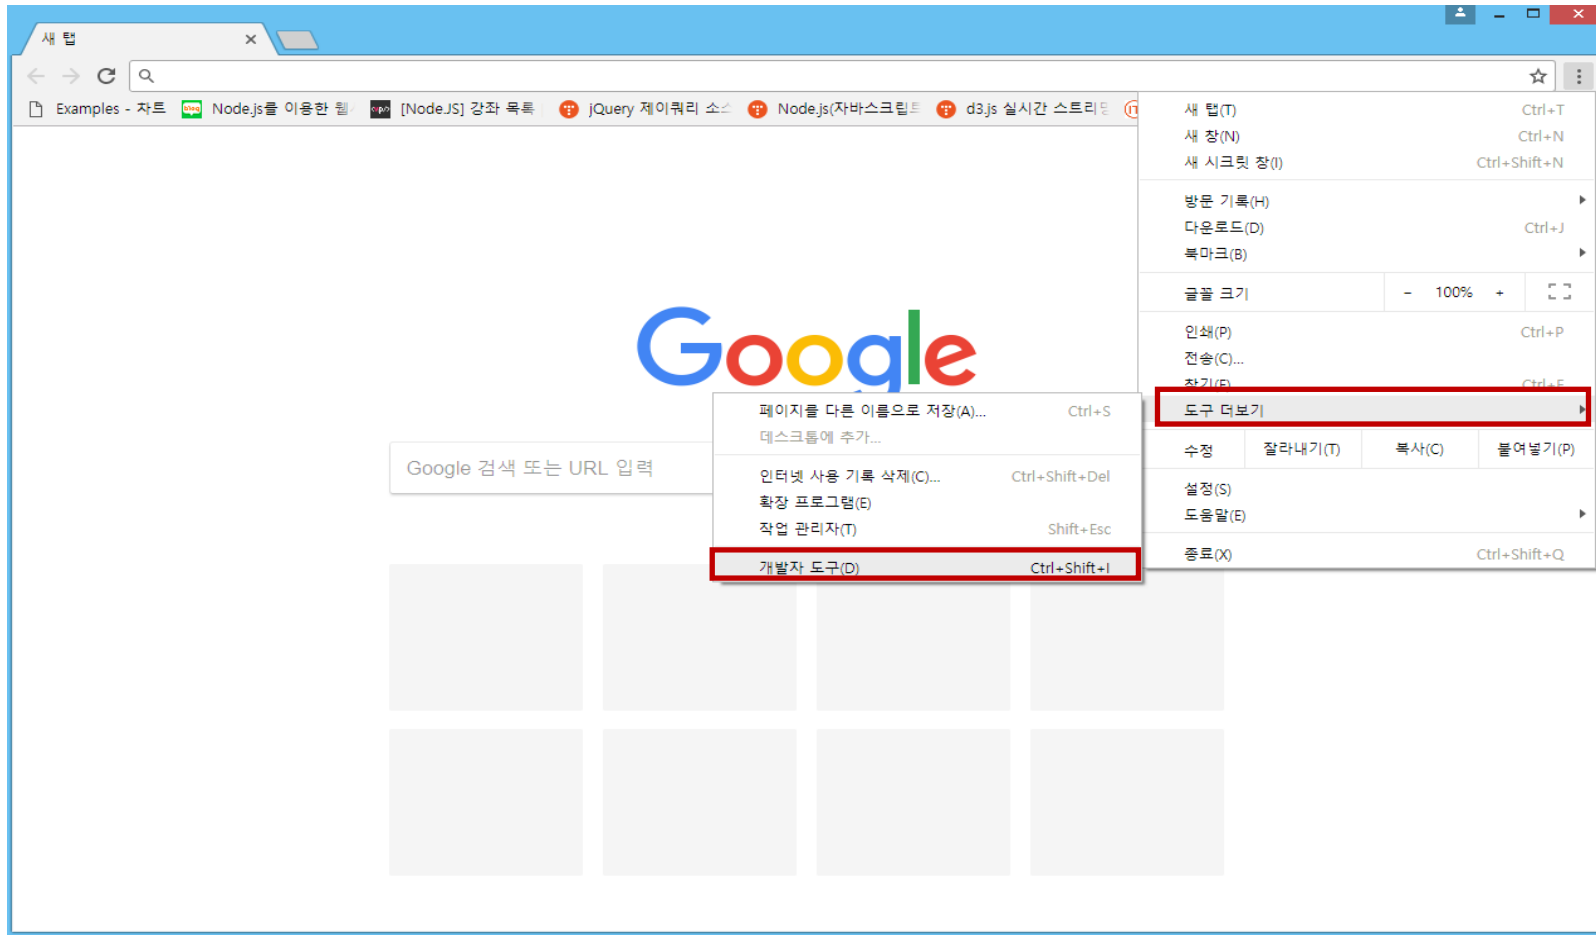 새 탭
Examples - 차트
Node.js를 이용한 웹
[Node.JS] 강좌 목록
jQuery 제이쿼리 소스
Node.js(자바스크립트
d3.js 실시간 스트리밍
새 탭(T) Ctrl+T
새 창(N) Ctrl+N
새 시크릿 창(I) Ctrl+Shift+N
방문 기록(H)
다운로드(D) Ctrl+J
북마크(B)
글꼴 크기 - 100% +
인쇄(P) Ctrl+P
전송(C)...
찾기(F) Ctrl+F
도구 더보기
수정 잘라내기(T) 복사(C) 붙여넣기(P)
설정(S)
도움말(E)
종료(X) Ctrl+Shift+Q
Google
페이지를 다른 이름으로 저장(A)... Ctrl+S
데스크톱에 추가...
인터넷 사용 기록 삭제(C)... Ctrl+Shift+Del
확장 프로그램(E)
작업 관리자(T) Shift+Esc
개발자 도구(D) Ctrl+Shift+I
Google 검색 또는 URL 입력